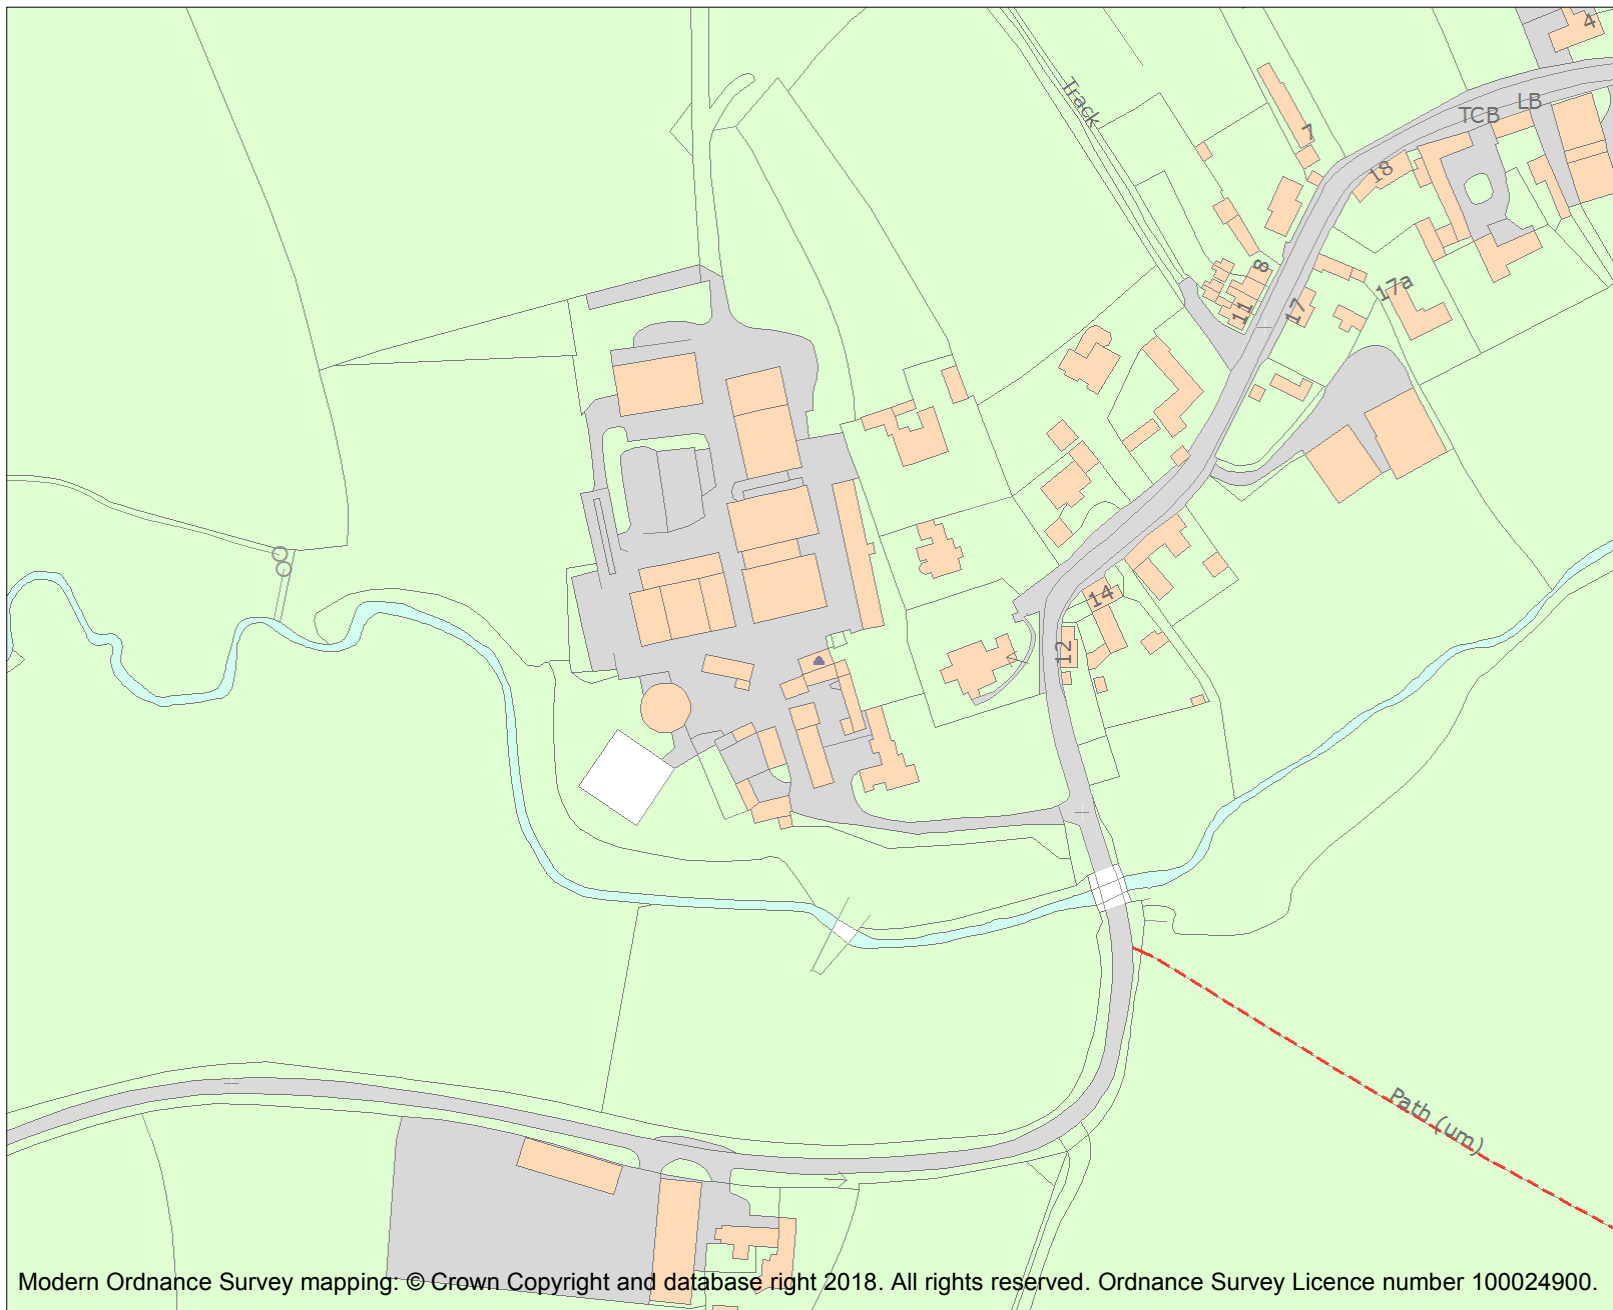 4
LB
TCB
Track
7
18
8
17a
11
17
14
12
Path (um)
Modern Ordnance Survey mapping: © Crown Copyright and database right 2018. All rights reserved. Ordnance Survey Licence number 100024900.